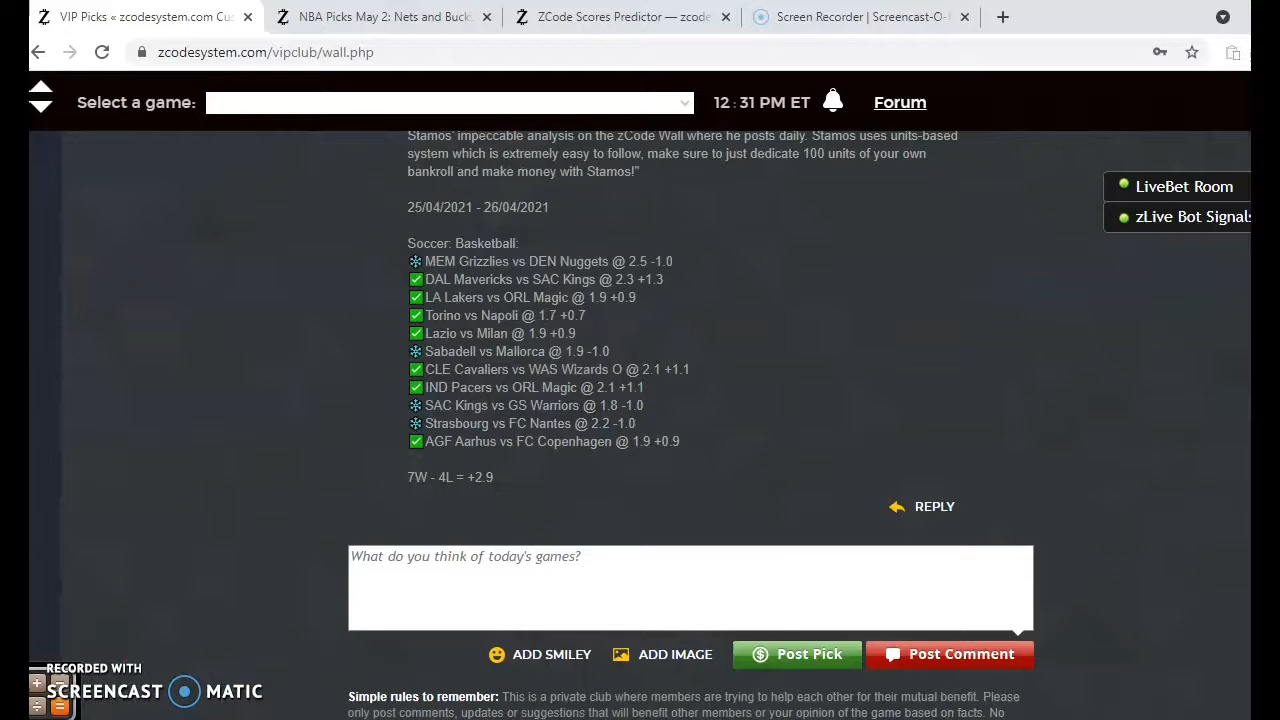 VIP Picks « zcodesystem.com Cus
NBA Picks May 2: Nets and Bucks
ZCode Scores Predictor — zcode
Screen Recorder | Screencast-O-
zcodesystem.com/vipclub/wall.php
Select a game:
12 : 31 PM ET
Forum
Stamos' impeccable analysis on the zCode Wall where he posts daily. Stamos uses units-based
system which is extremely easy to follow, make sure to just dedicate 100 units of your own
bankroll and make money with Stamos!"
LiveBet Room
zLive Bot Signals
25/04/2021 - 26/04/2021
Soccer: Basketball:
MEM Grizzlies vs DEN Nuggets @ 2.5 -1.0
DAL Mavericks vs SAC Kings @ 2.3 +1.3
LA Lakers vs ORL Magic @ 1.9 +0.9
Torino vs Napoli @ 1.7 +0.7
Lazio vs Milan @ 1.9 +0.9
Sabadell vs Mallorca @ 1.9 -1.0
CLE Cavaliers vs WAS Wizards O @ 2.1 +1.1
IND Pacers vs ORL Magic @ 2.1 +1.1
SAC Kings vs GS Warriors @ 1.8 -1.0
Strasbourg vs FC Nantes @ 2.2 -1.0
AGF Aarhus vs FC Copenhagen @ 1.9 +0.9
7W - 4L = +2.9
REPLY
What do you think of today's games?
ADD SMILEY
ADD IMAGE
Post Pick
Post Comment
RECORDED WITH
SCREENCAST MATIC
Simple rules to remember: This is a private club where members are trying to help each other for their mutual benefit. Please
only post comments, updates or suggestions that will benefit other members or your opinion of the game based on facts. No